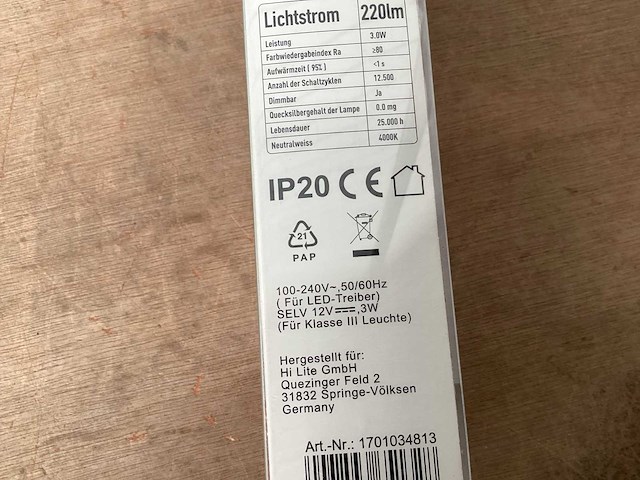 Lichtstrom 220lm
Leistung 3.0W
Farbwiedergabeindex Ra ≥80
Aufwärmzeit ( 95% ) <1 s
Anzahl der Schaltzyklen 12.500
Dimmbar Ja
Quecksilbergehalt der Lampe 0.0 mg
Lebensdauer 25.000 h
Neutralweiss 4000K
IP20 CE
21
PAP
100-240V~,50/60Hz
( Für LED-Treiber)
SELV 12V⎓,3W
(Für Klasse III Leuchte)
Hergestellt für:
Hi Lite GmbH
Quezinger Feld 2
31832 Springe-Völksen
Germany
Art.-Nr.: 1701034813